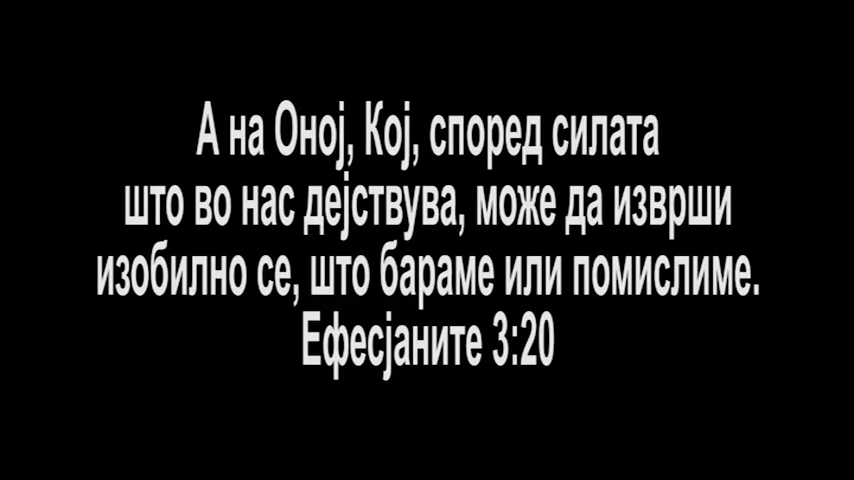 А на Оној, Кој, според силата
што во нас дејствува, може да изврши
изобилно се, што бараме или помислиме.
Ефесјаните 3:20